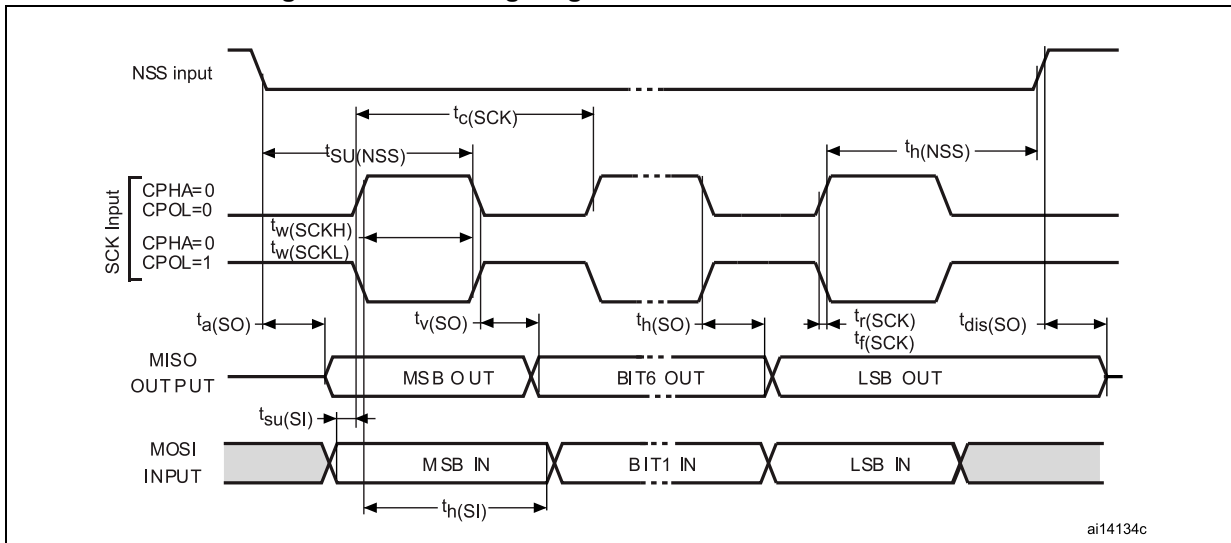 NSS input
tc(SCK)
tSU(NSS)
th(NSS)
SCK Input
CPHA=0
CPOL=0
tw(SCKH)
CPHA=0
tw(SCKL)
CPOL=1
ta(SO)
tv(SO)
th(SO)
tr(SCK)
tf(SCK)
tdis(SO)
MISO
OUTPUT
MSB OUT
BIT6 OUT
LSB OUT
tsu(SI)
MOSI
INPUT
MSB IN
BIT1 IN
LSB IN
th(SI)
ai14134c